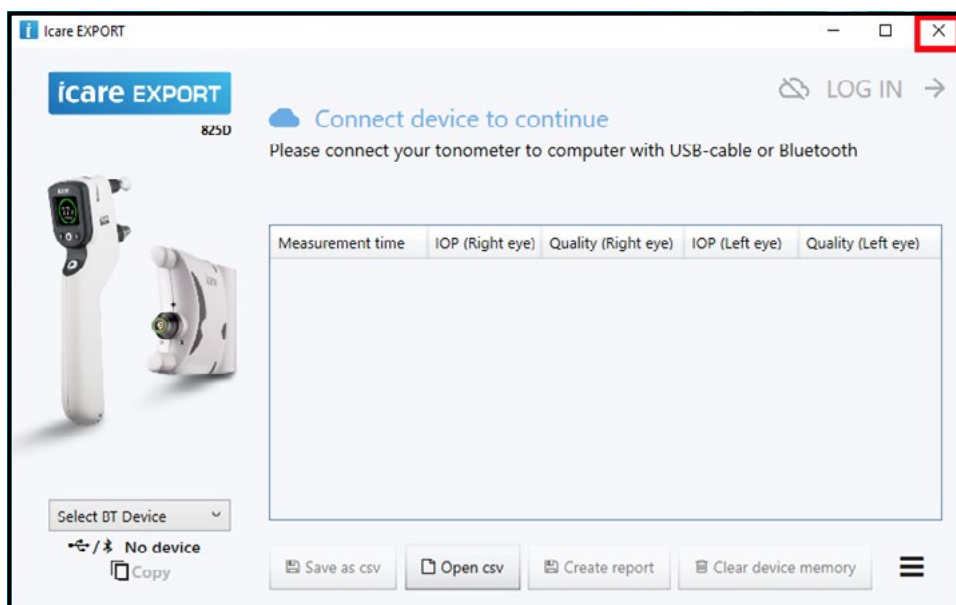 Icare EXPORT
icare EXPORT
LOG IN
825D
Connect device to continue
Please connect your tonometer to computer with USB-cable or Bluetooth
Measurement time IOP (Right eye) Quality (Right eye) IOP (Left eye) Quality (Left eye)
Select BT Device
/ No device
Copy
Save as csv Open csv Create report Clear device memory